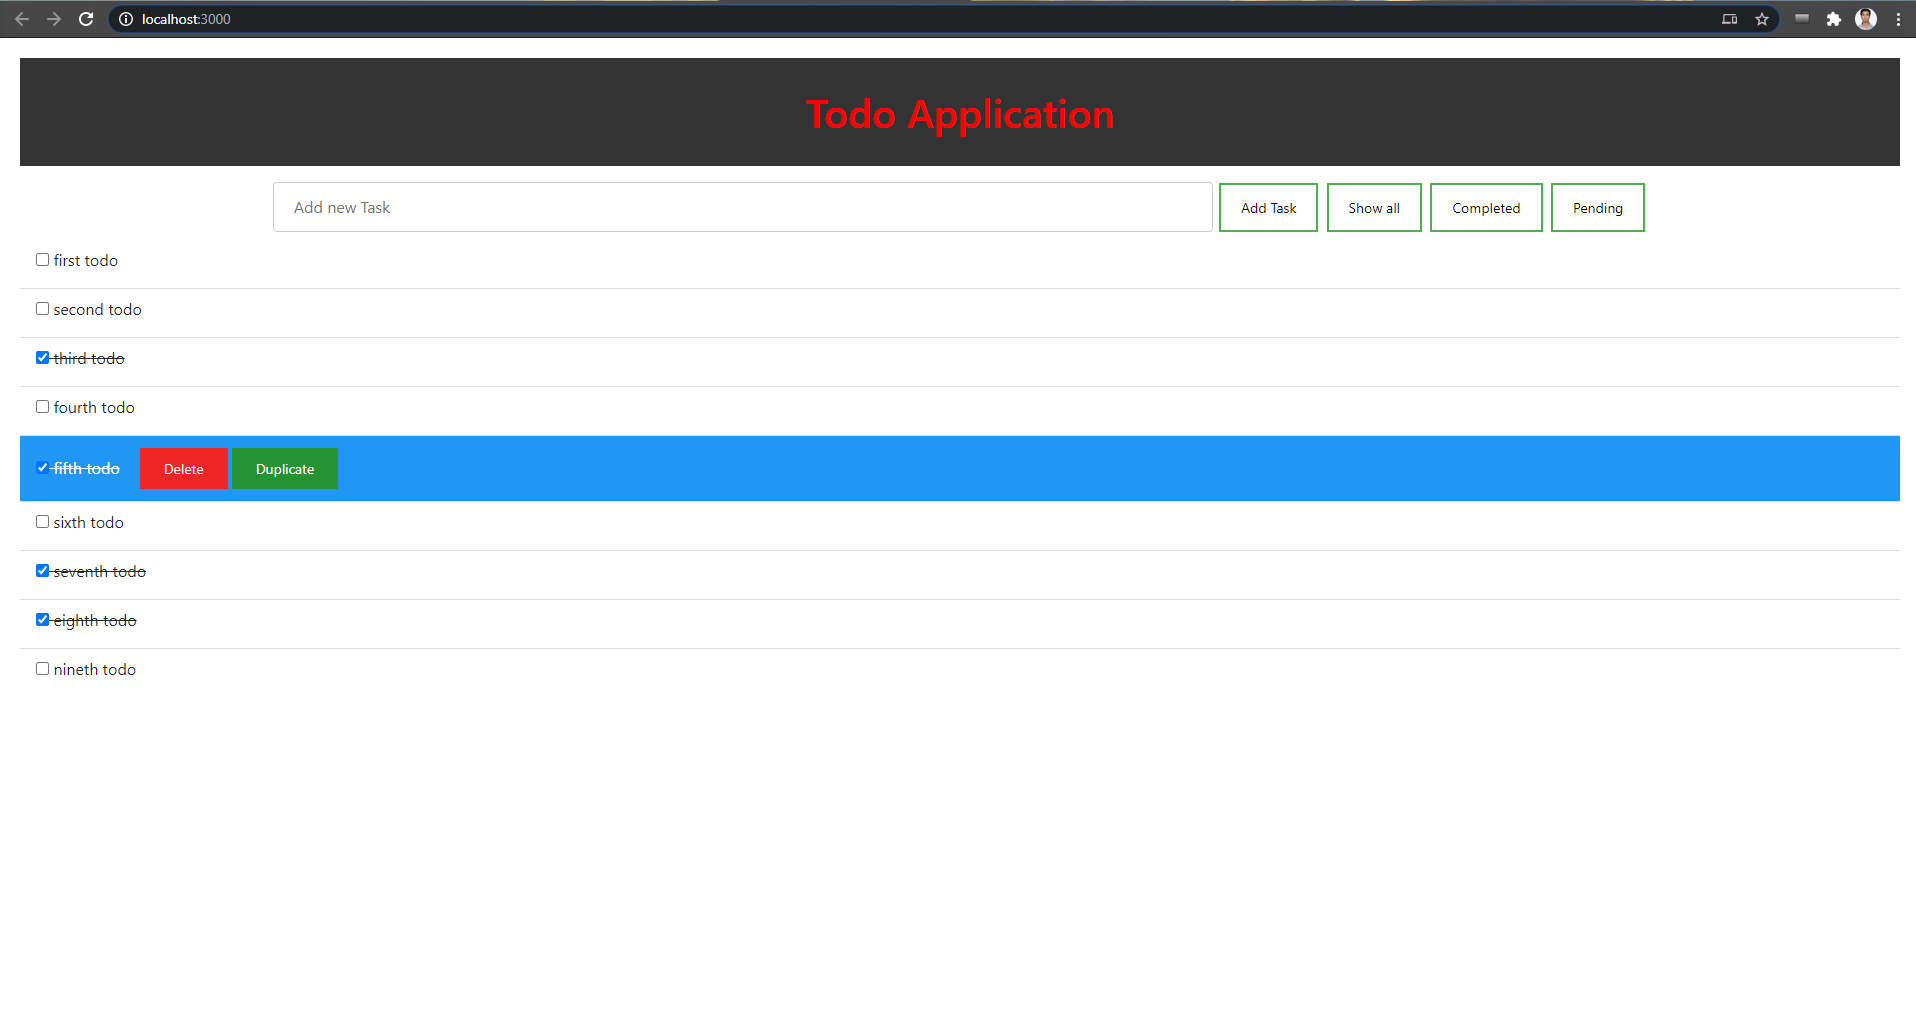 localhost:3000
Todo Application
Add new Task Add Task Show all Completed Pending
first todo
second todo
third todo
fourth todo
fifth todo Delete Duplicate
sixth todo
seventh todo
eighth todo
nineth todo